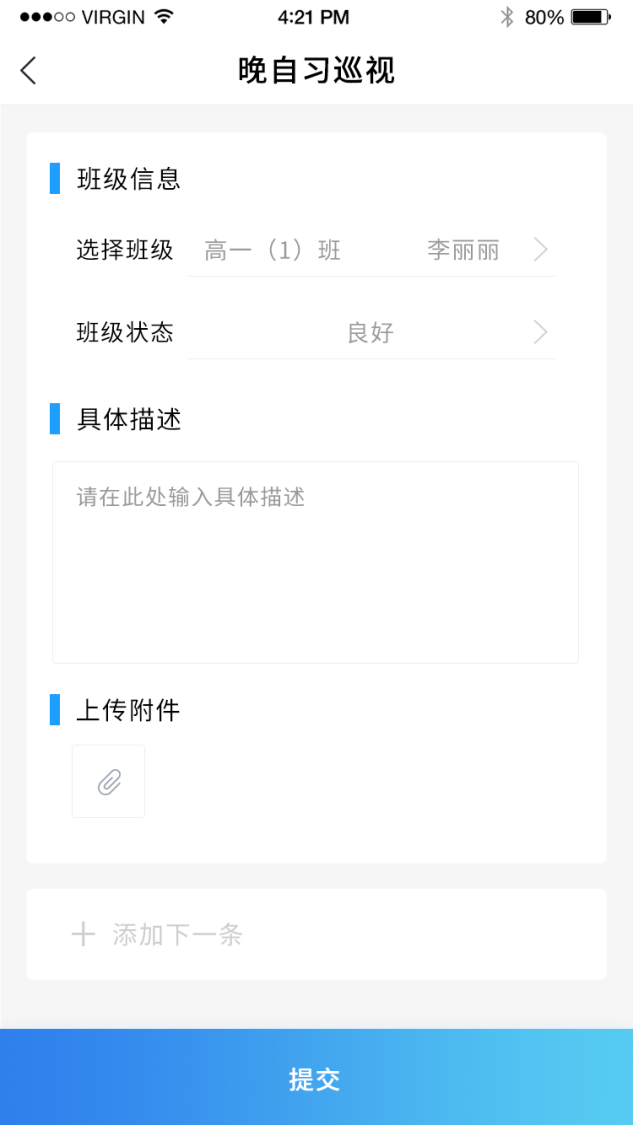 VIRGIN 4:21 PM 80%
晚自习巡视
班级信息
选择班级 高一（1）班 李丽丽
班级状态 良好
具体描述
请在此处输入具体描述
上传附件
添加下一条
提交